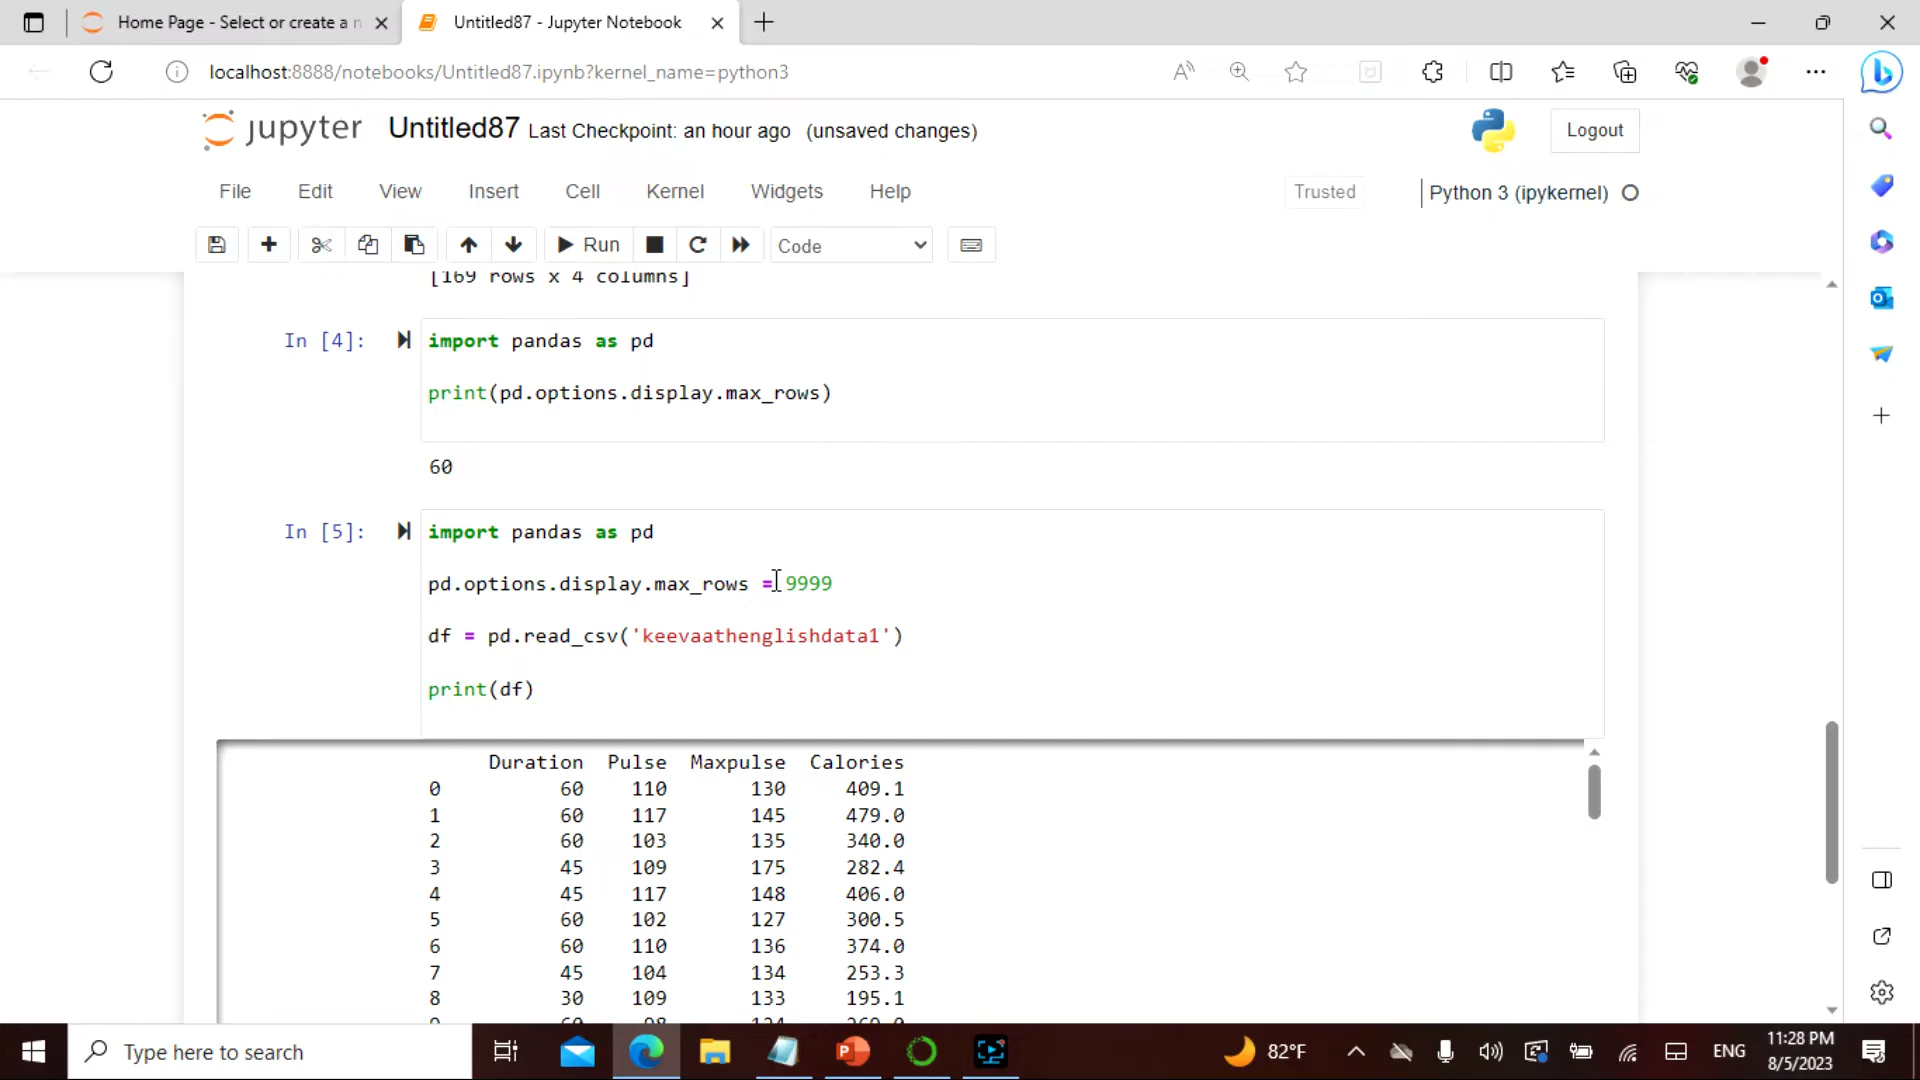 Home Page - Select or create a n
Untitled87 - Jupyter Notebook
localhost:8888/notebooks/Untitled87.ipynb?kernel_name=python3
jupyter Untitled87 Last Checkpoint: an hour ago (unsaved changes)
Logout
File Edit View Insert Cell Kernel Widgets Help
Trusted
Python 3 (ipykernel)
Run
Code
[169 rows x 4 columns]
In [4]:
import pandas as pd
print(pd.options.display.max_rows)
60
In [5]:
import pandas as pd
pd.options.display.max_rows = 9999
df = pd.read_csv('keevaathenglishdata1')
print(df)
Duration Pulse Maxpulse Calories
0 60 110 130 409.1
1 60 117 145 479.0
2 60 103 135 340.0
3 45 109 175 282.4
4 45 117 148 406.0
5 60 102 127 300.5
6 60 110 136 374.0
7 45 104 134 253.3
8 30 109 133 195.1
Type here to search
82°F
ENG
11:28 PM
8/5/2023